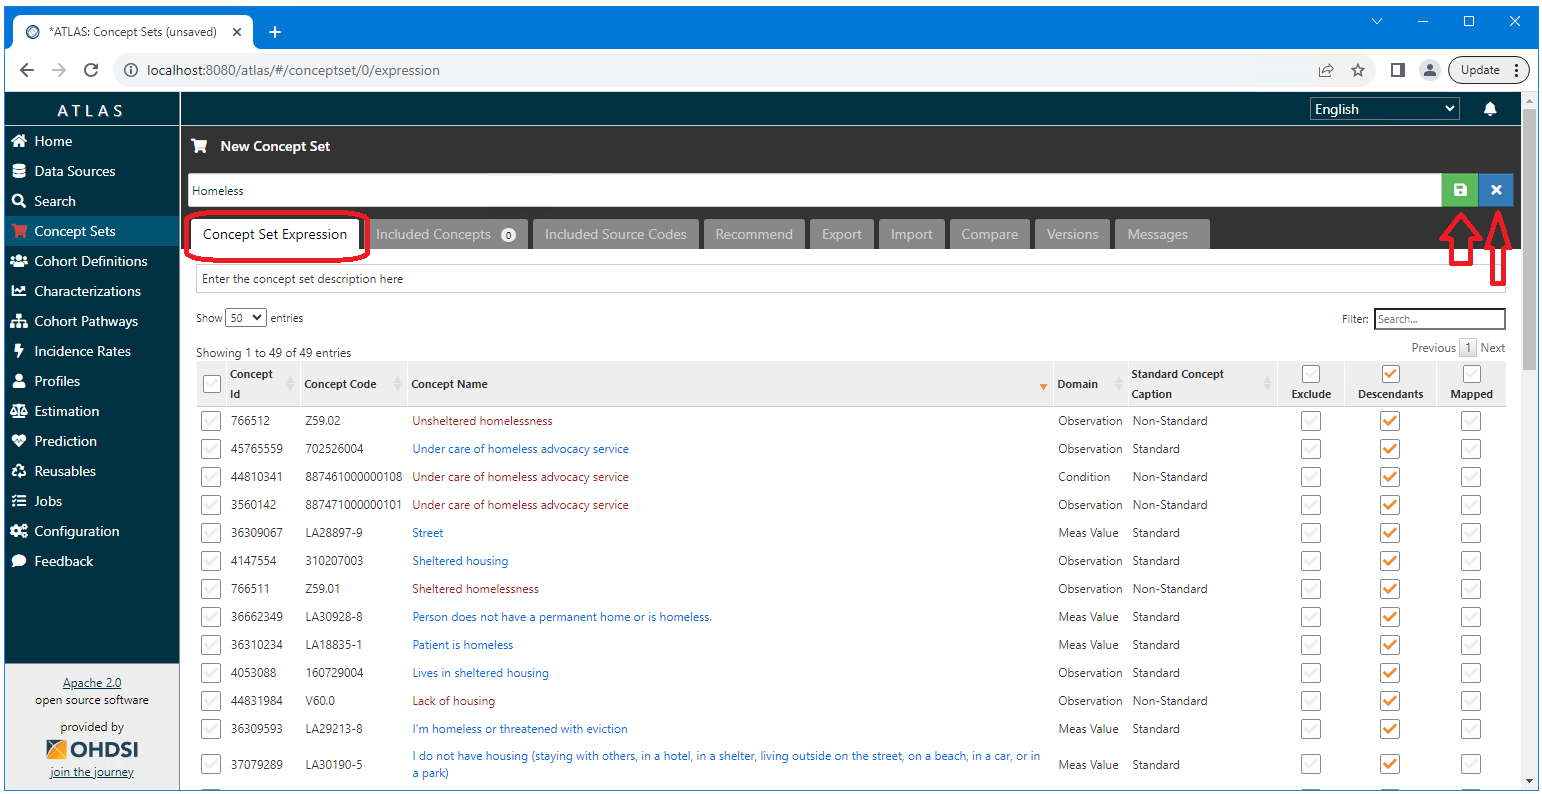 *ATLAS: Concept Sets (unsaved)
localhost:8080/atlas/#/conceptset/0/expression
Update
ATLAS
English
Home
Data Sources
Search
Concept Sets
Cohort Definitions
Characterizations
Cohort Pathways
Incidence Rates
Profiles
Estimation
Prediction
Reusables
Jobs
Configuration
Feedback
Apache 2.0
open source software
provided by
OHDSI
join the journey
New Concept Set
Homeless
Concept Set Expression Included Concepts 0 Included Source Codes Recommend Export Import Compare Versions Messages
Enter the concept set description here
Show 50 entries
Filter: Search...
Showing 1 to 49 of 49 entries
Previous 1 Next
Concept Id Concept Code Concept Name Domain Standard Concept Caption Exclude Descendants Mapped
766512 Z59.02 Unsheltered homelessness Observation Non-Standard
45765559 702526004 Under care of homeless advocacy service Observation Standard
44810341 887461000000108 Under care of homeless advocacy service Condition Non-Standard
3560142 887471000000101 Under care of homeless advocacy service Observation Non-Standard
36309067 LA28897-9 Street Meas Value Standard
4147554 310207003 Sheltered housing Observation Standard
766511 Z59.01 Sheltered homelessness Observation Non-Standard
36662349 LA30928-8 Person does not have a permanent home or is homeless. Meas Value Standard
36310234 LA18835-1 Patient is homeless Meas Value Standard
4053088 160729004 Lives in sheltered housing Observation Standard
44831984 V60.0 Lack of housing Observation Non-Standard
36309593 LA29213-8 I'm homeless or threatened with eviction Meas Value Standard
37079289 LA30190-5 I do not have housing (staying with others, in a hotel, in a shelter, living outside on the street, on a beach, in a car, or in
a park) Meas Value Standard